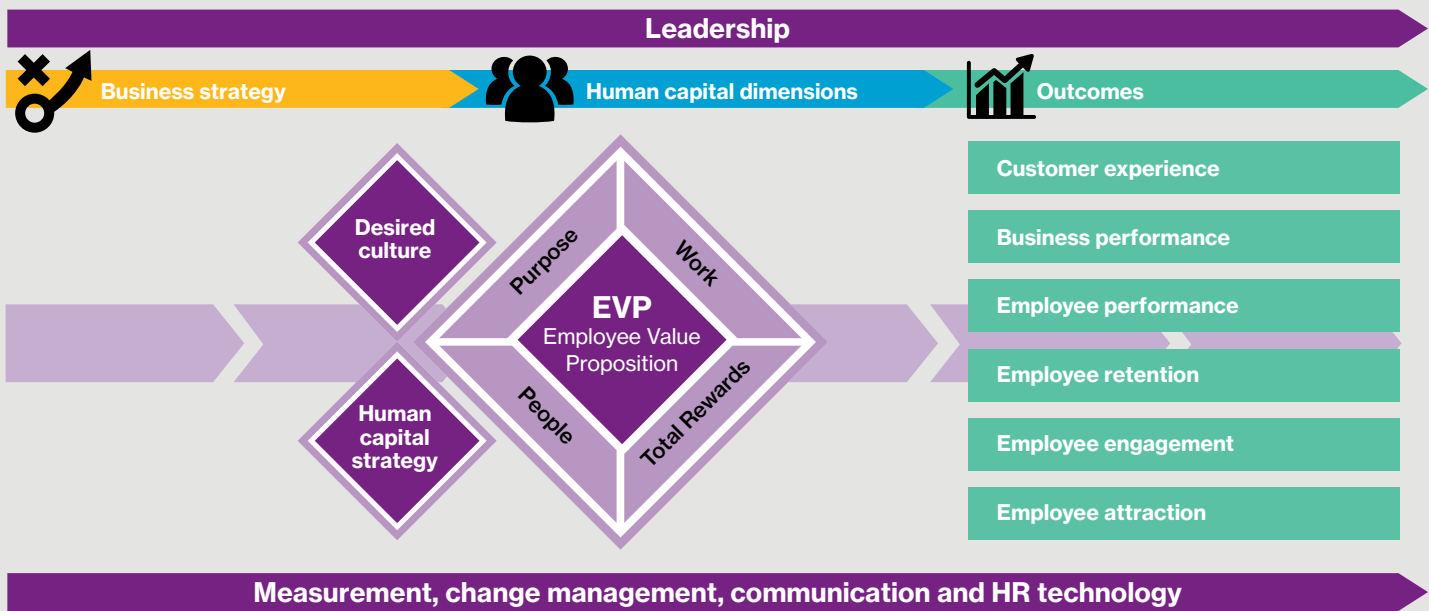 Leadership
Business strategy
Human capital dimensions
Outcomes
Desired
culture
Human
capital
strategy
Purpose
Work
EVP
Employee Value
Proposition
People
Total Rewards
Customer experience
Business performance
Employee performance
Employee retention
Employee engagement
Employee attraction
Measurement, change management, communication and HR technology